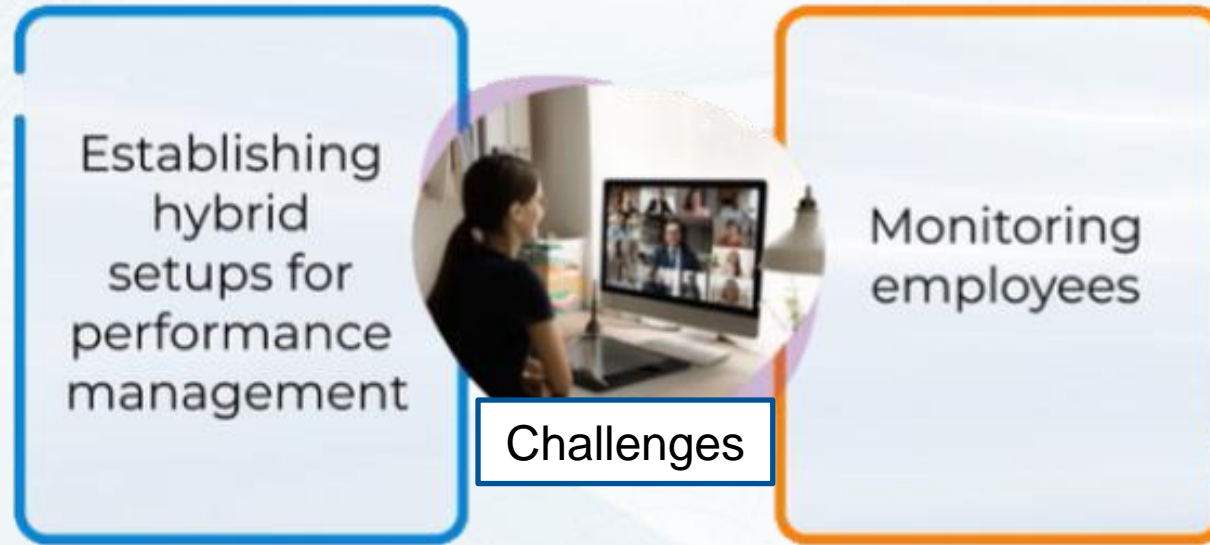 Establishing
hybrid
setups for
performance
management
Challenges
Monitoring
employees